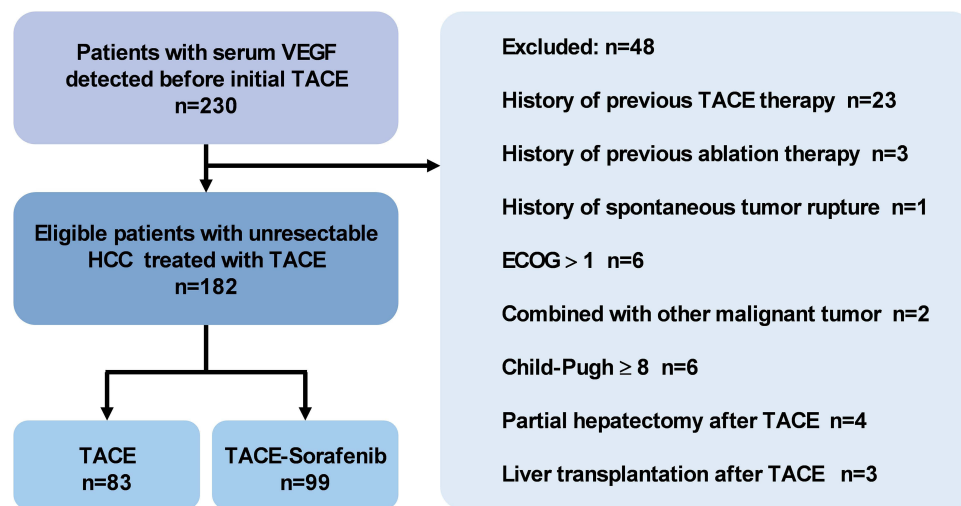 Patients with serum VEGF
detected before initial TACE
n=230
Eligible patients with unresectable
HCC treated with TACE
n=182
TACE
n=83
TACE-Sorafenib
n=99
Excluded: n=48
History of previous TACE therapy n=23
History of previous ablation therapy n=3
History of spontaneous tumor rupture n=1
ECOG > 1 n=6
Combined with other malignant tumor n=2
Child-Pugh ≥ 8 n=6
Partial hepatectomy after TACE n=4
Liver transplantation after TACE n=3